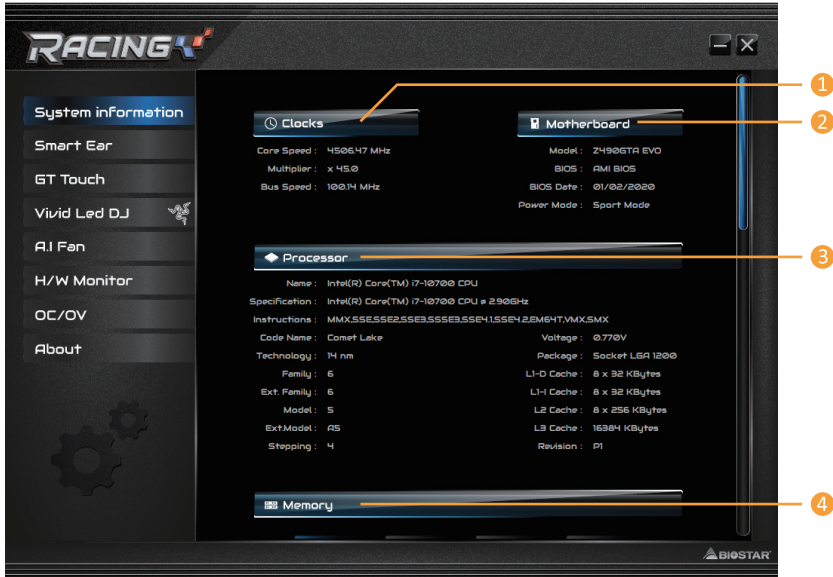 RACING
System information
Smart Ear
GT Touch
Vivid Led DJ
A.I Fan
H/W Monitor
OC/OV
About
Clocks
Core Speed : 4506.47 MHz
Multiplier : x 45.0
Bus Speed : 100.14 MHz
Motherboard
Model : Z490GTA EVO
BIOS : AMI BIOS
BIOS Date : 01/02/2020
Power Mode : Sport Mode
Processor
Name : Intel(R) Core(TM) i7-10700 CPU
Specification : Intel(R) Core(TM) i7-10700 CPU @ 2.90GHz
Instructions : MMX,SSE,SSE2,SSE3,SSSE3,SSE4.1,SSE4.2,EM64T,VMX,SMX
Code Name : Comet Lake
Technology : 14 nm
Family : 6
Ext. Family : 6
Model : 5
Ext.Model : A5
Stepping : 4
Voltage : 0.770V
Package : Socket LGA 1200
L1-D Cache : 8 x 32 KBytes
L1-I Cache : 8 x 32 KBytes
L2 Cache : 8 x 256 KBytes
L3 Cache : 16384 KBytes
Revision : P1
Memory
BIOSTAR
1
2
3
4